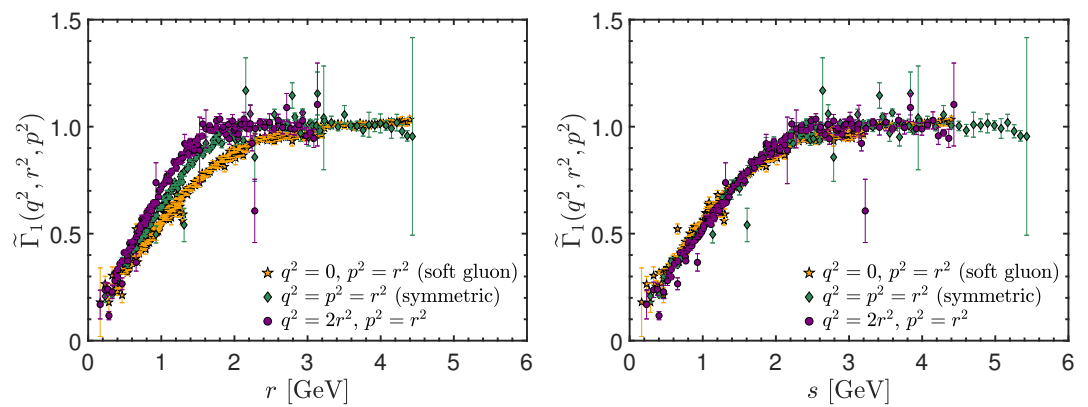 1.5
1.0
0.5
0
Γ̃₁(q², r², p²)
q² = 0, p² = r² (soft gluon)
q² = p² = r² (symmetric)
q² = 2r², p² = r²
0 1 2 3 4 5 6
r [GeV]
1.5
1.0
0.5
0
Γ̃₁(q², r², p²)
q² = 0, p² = r² (soft gluon)
q² = p² = r² (symmetric)
q² = 2r², p² = r²
0 1 2 3 4 5 6
s [GeV]